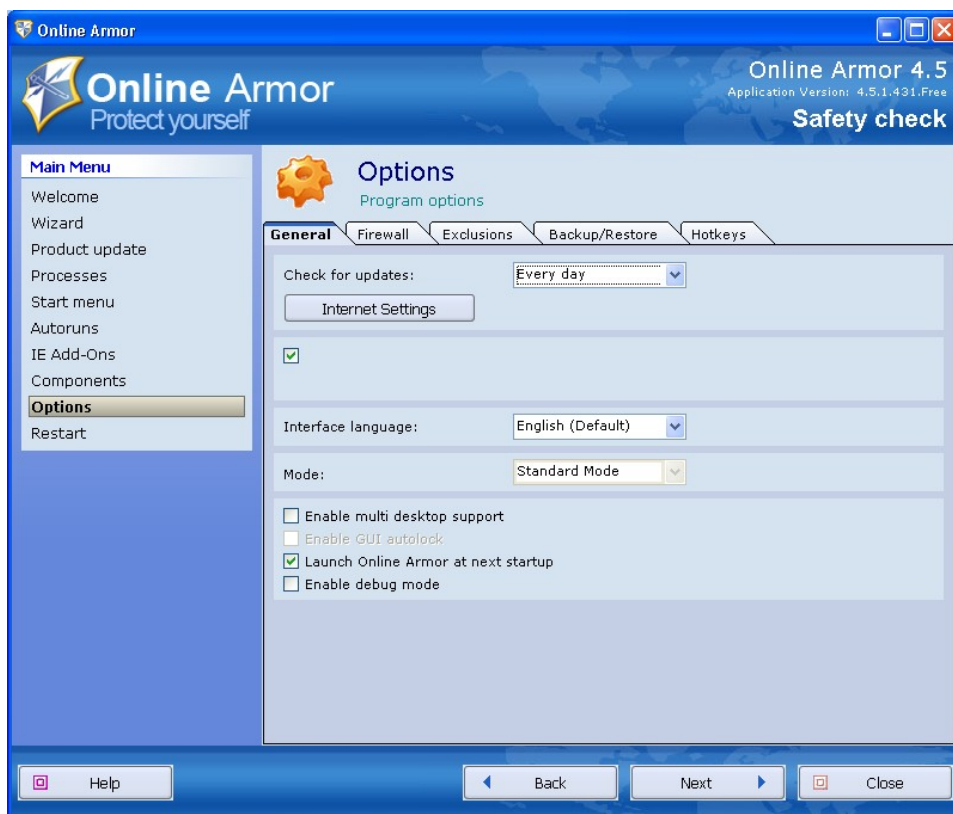 Online Armor
Online Armor
Protect yourself
Online Armor 4.5
Application Version: 4.5.1.431.Free
Safety check
Main Menu
Welcome
Wizard
Product update
Processes
Start menu
Autoruns
IE Add-Ons
Components
Options
Restart
Options
Program options
General Firewall Exclusions Backup/Restore Hotkeys
Check for updates: Every day
Internet Settings
Interface language: English (Default)
Mode: Standard Mode
Enable multi desktop support
Enable GUI autolock
Launch Online Armor at next startup
Enable debug mode
Help Back Next Close